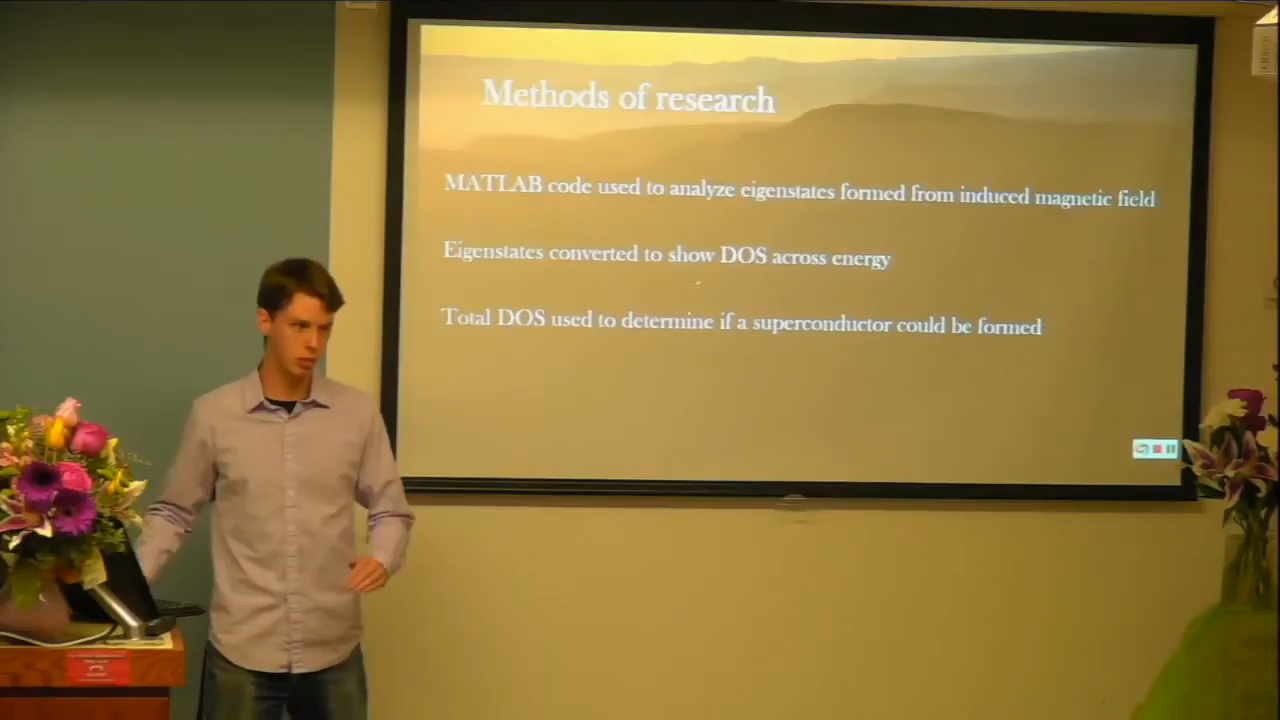 Methods of research
MATLAB code used to analyze eigenstates formed from induced magnetic field
Eigenstates converted to show DOS across energy
Total DOS used to determine if a superconductor could be formed